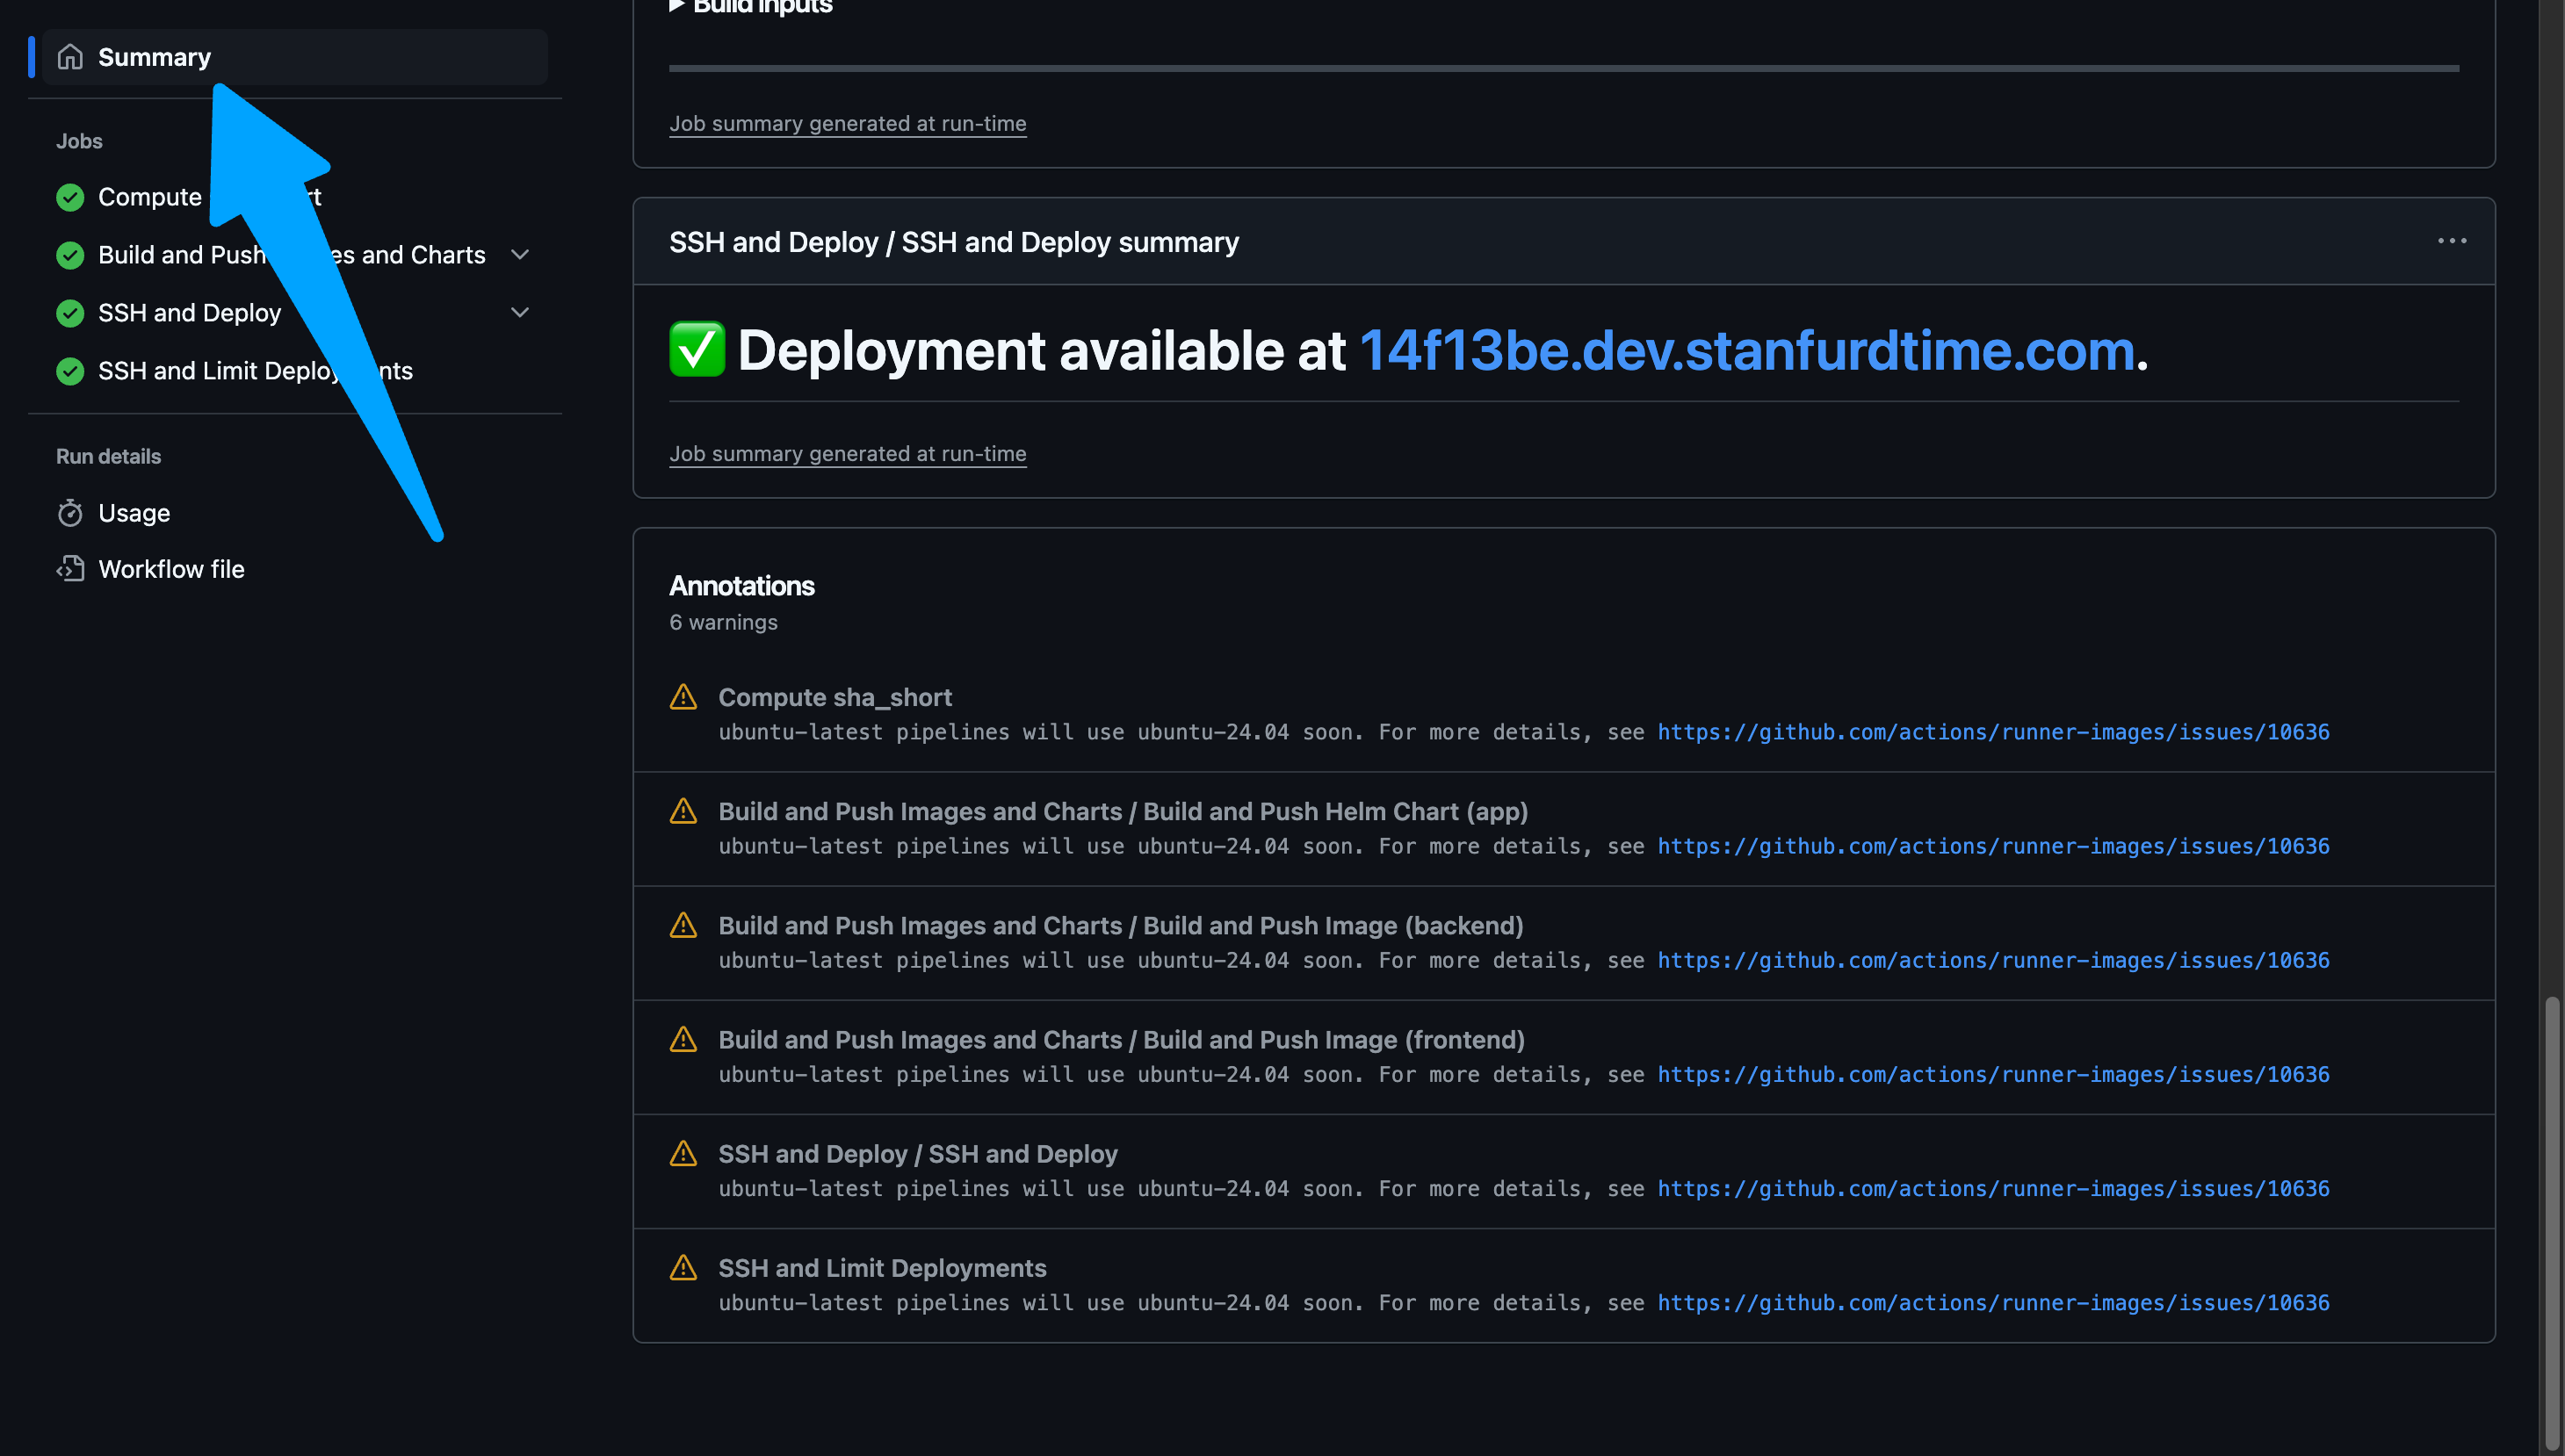 Build inputs
Summary
Job summary generated at run-time
Jobs
Compute
Build and Push and Charts
SSH and Deploy
SSH and Limit
Run details
Usage
Workflow file
SSH and Deploy / SSH and Deploy summary
✅ Deployment available at 14f13be.dev.stanfurdtime.com.
Job summary generated at run-time
Annotations
6 warnings
Compute sha_short
ubuntu-latest pipelines will use ubuntu-24.04 soon. For more details, see https://github.com/actions/runner-images/issues/10636
Build and Push Images and Charts / Build and Push Helm Chart (app)
ubuntu-latest pipelines will use ubuntu-24.04 soon. For more details, see https://github.com/actions/runner-images/issues/10636
Build and Push Images and Charts / Build and Push Image (backend)
ubuntu-latest pipelines will use ubuntu-24.04 soon. For more details, see https://github.com/actions/runner-images/issues/10636
Build and Push Images and Charts / Build and Push Image (frontend)
ubuntu-latest pipelines will use ubuntu-24.04 soon. For more details, see https://github.com/actions/runner-images/issues/10636
SSH and Deploy / SSH and Deploy
ubuntu-latest pipelines will use ubuntu-24.04 soon. For more details, see https://github.com/actions/runner-images/issues/10636
SSH and Limit Deployments
ubuntu-latest pipelines will use ubuntu-24.04 soon. For more details, see https://github.com/actions/runner-images/issues/10636